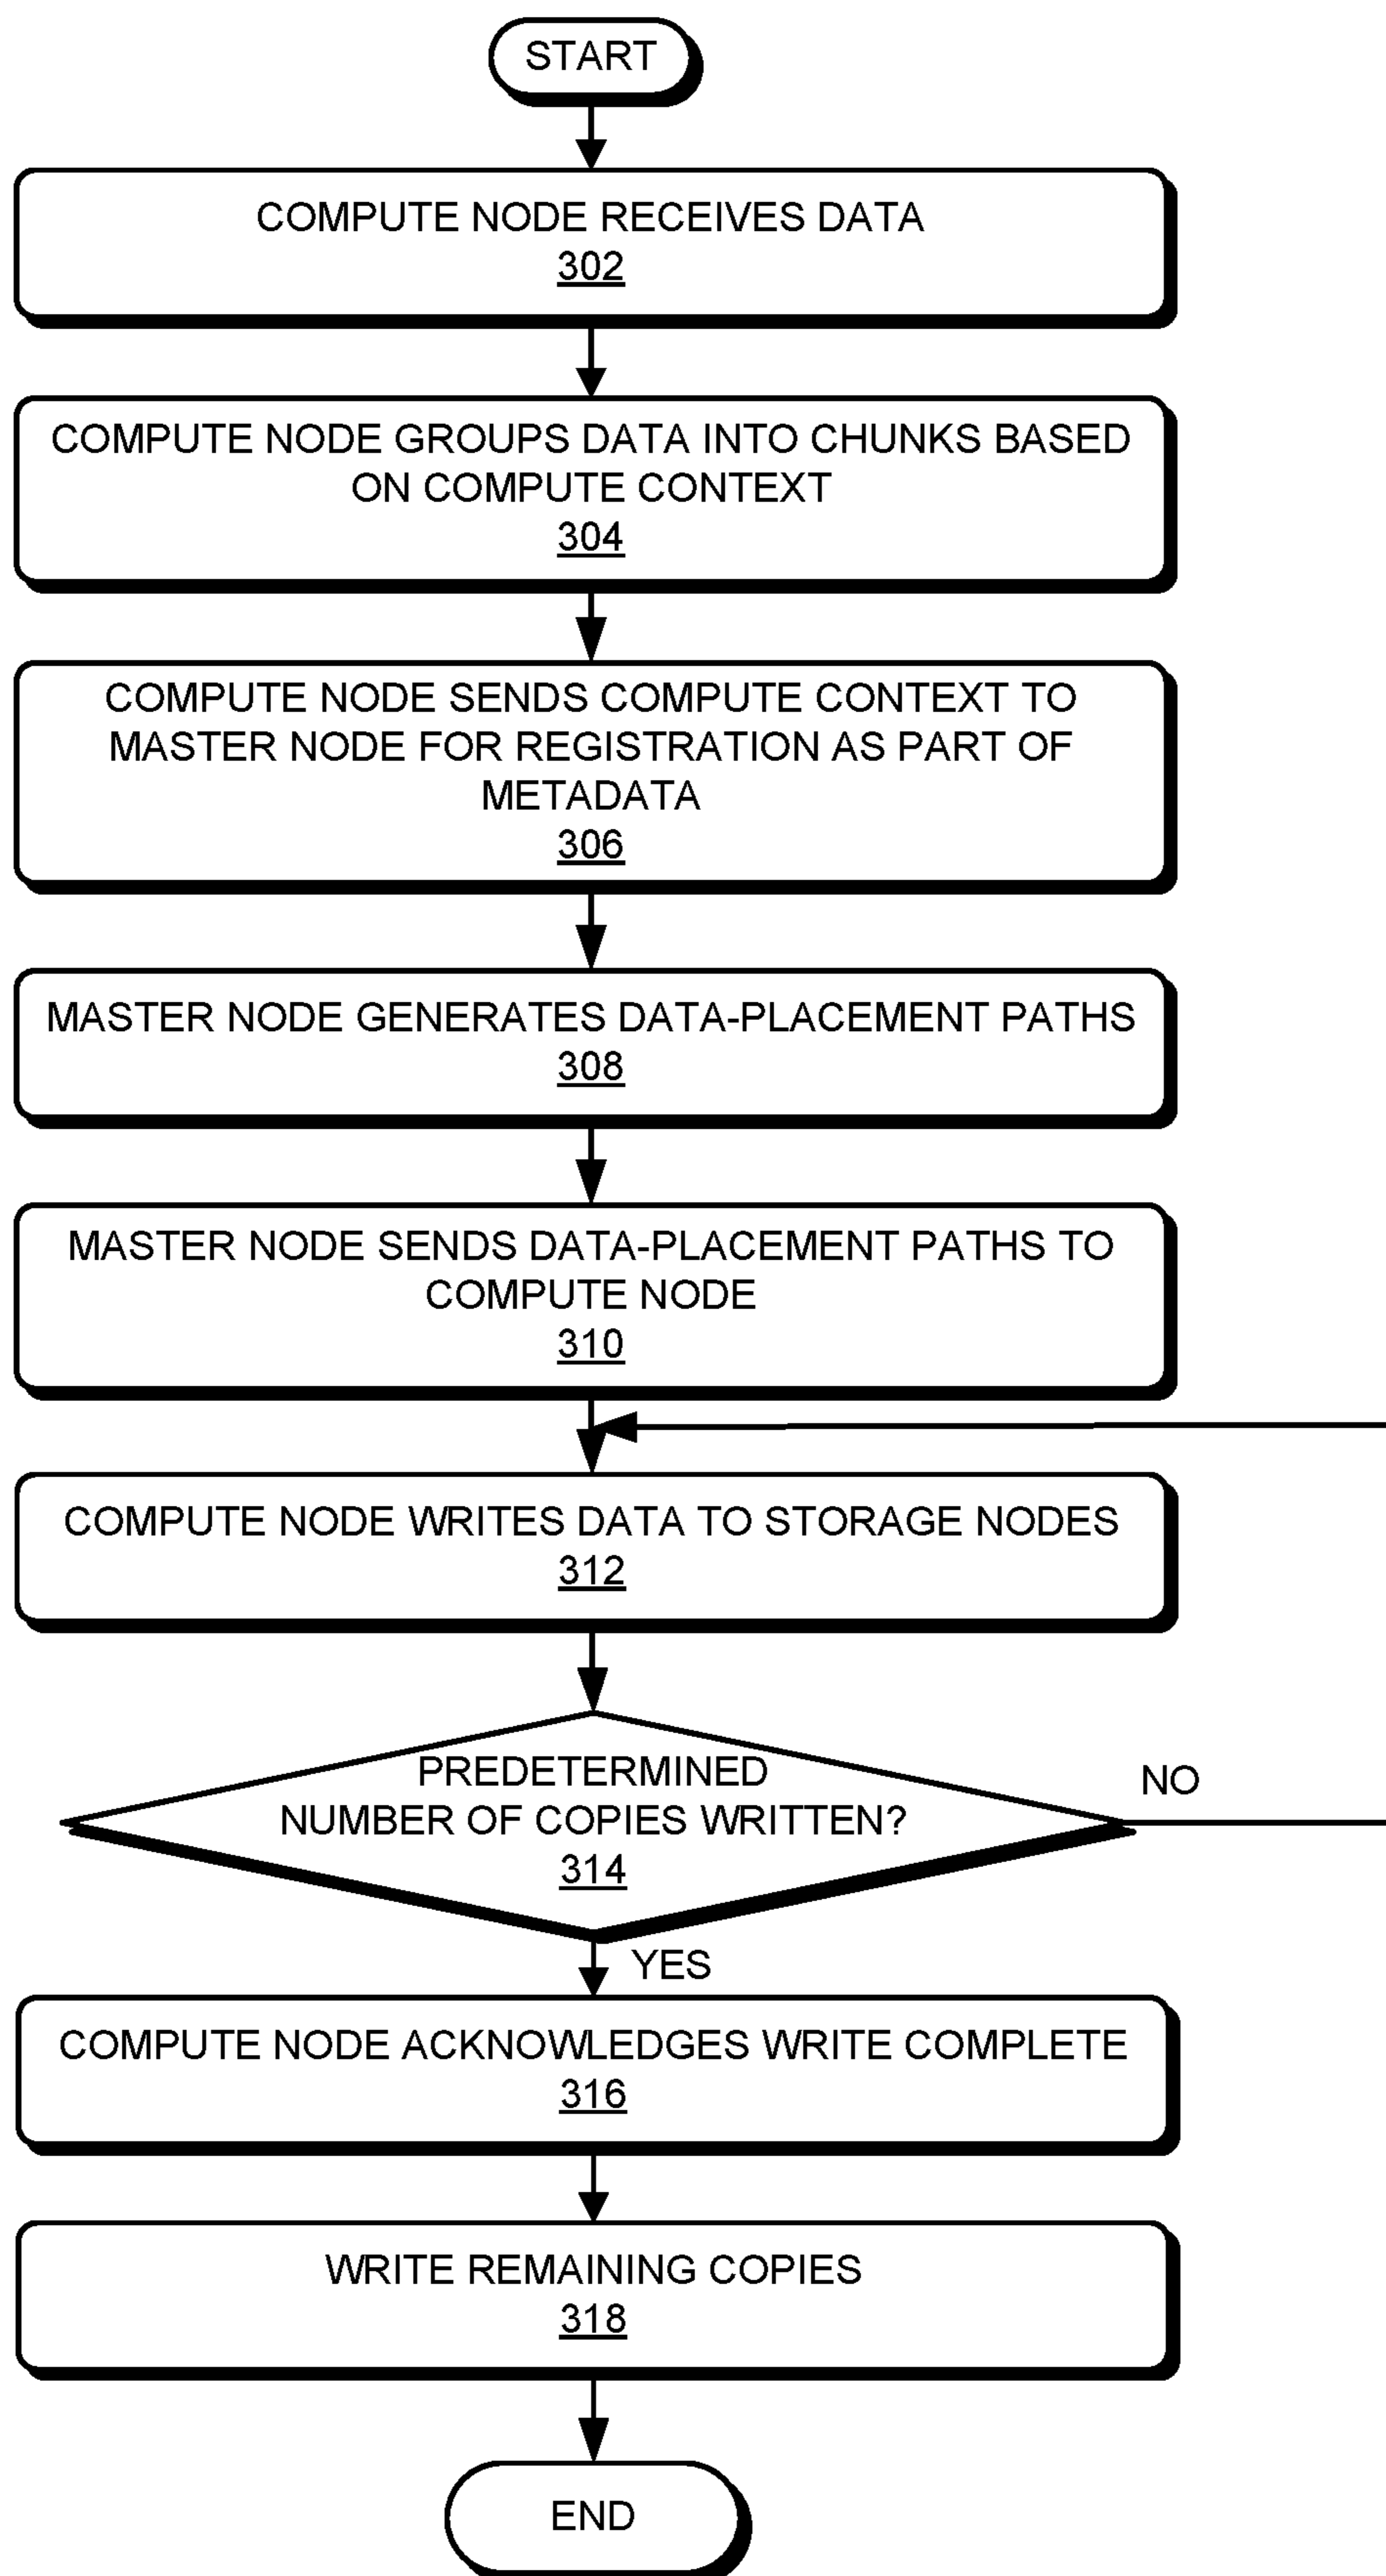 START
COMPUTE NODE RECEIVES DATA
302
COMPUTE NODE GROUPS DATA INTO CHUNKS BASED
ON COMPUTE CONTEXT
304
COMPUTE NODE SENDS COMPUTE CONTEXT TO
MASTER NODE FOR REGISTRATION AS PART OF
METADATA
306
MASTER NODE GENERATES DATA-PLACEMENT PATHS
308
MASTER NODE SENDS DATA-PLACEMENT PATHS TO
COMPUTE NODE
310
COMPUTE NODE WRITES DATA TO STORAGE NODES
312
PREDETERMINED
NUMBER OF COPIES WRITTEN?
314
NO
YES
COMPUTE NODE ACKNOWLEDGES WRITE COMPLETE
316
WRITE REMAINING COPIES
318
END